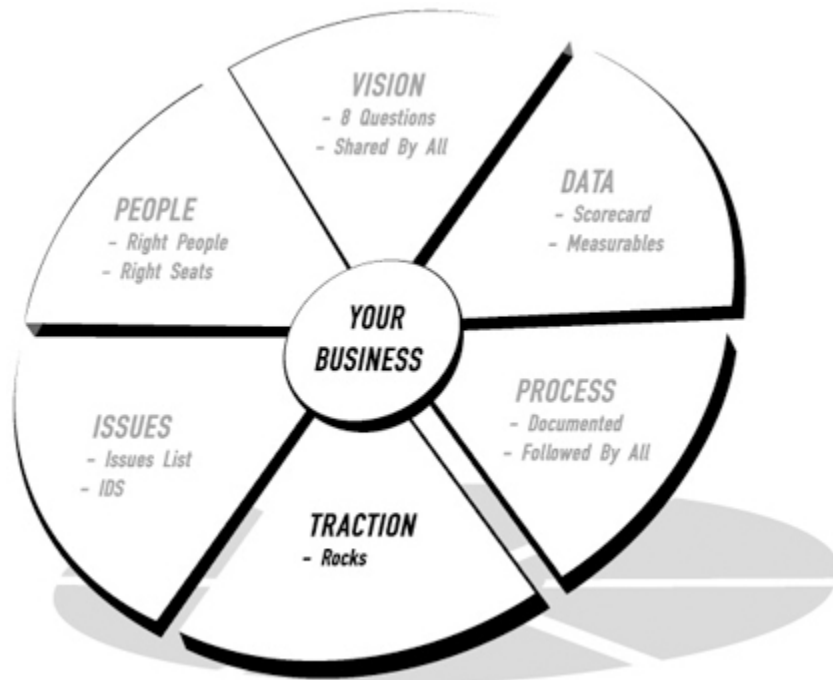 VISION
- 8 Questions
- Shared By All
DATA
- Scorecard
- Measurables
PEOPLE
- Right People
- Right Seats
YOUR
BUSINESS
PROCESS
- Documented
- Followed By All
ISSUES
- Issues List
- IDS
TRACTION
- Rocks